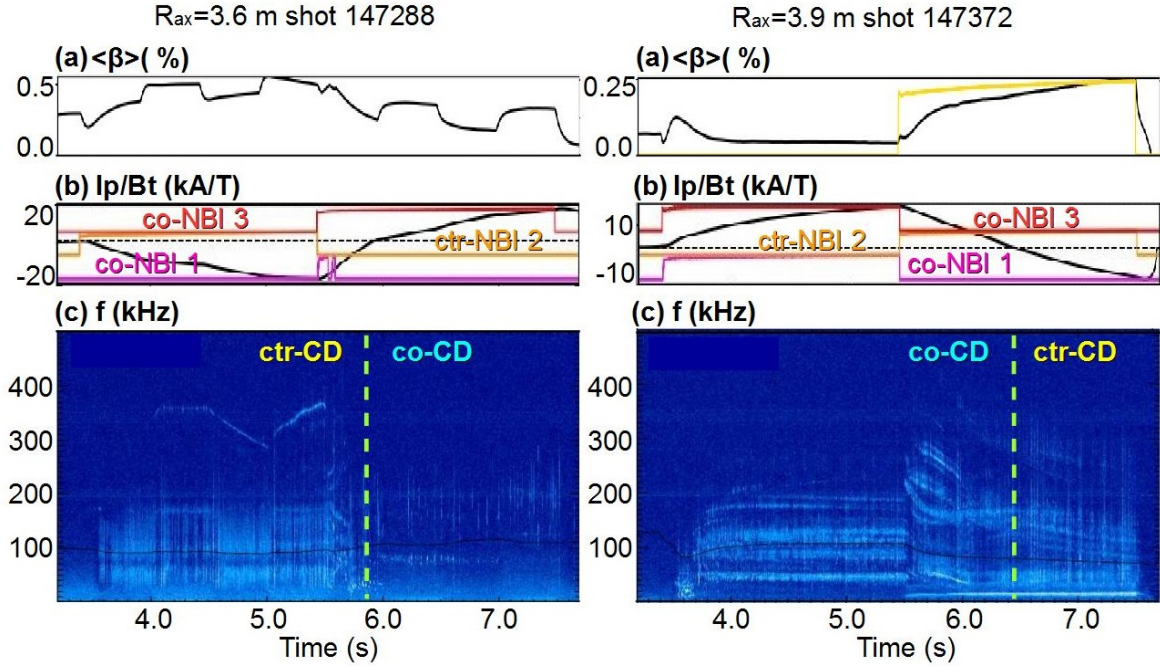 Rax=3.6 m shot 147288
(a) <β>( %)
0.5
0.0
(b) Ip/Bt (kA/T)
20
-20
co-NBI 3
ctr-NBI 2
co-NBI 1
(c) f (kHz)
ctr-CD
co-CD
400
300
200
100
4.0 5.0 6.0 7.0
Time (s)
Rax=3.9 m shot 147372
(a) <β>( %)
0.25
0.0
(b) Ip/Bt (kA/T)
10
-10
co-NBI 3
ctr-NBI 2
co-NBI 1
(c) f (kHz)
co-CD
ctr-CD
400
300
200
100
4.0 5.0 6.0 7.0
Time (s)